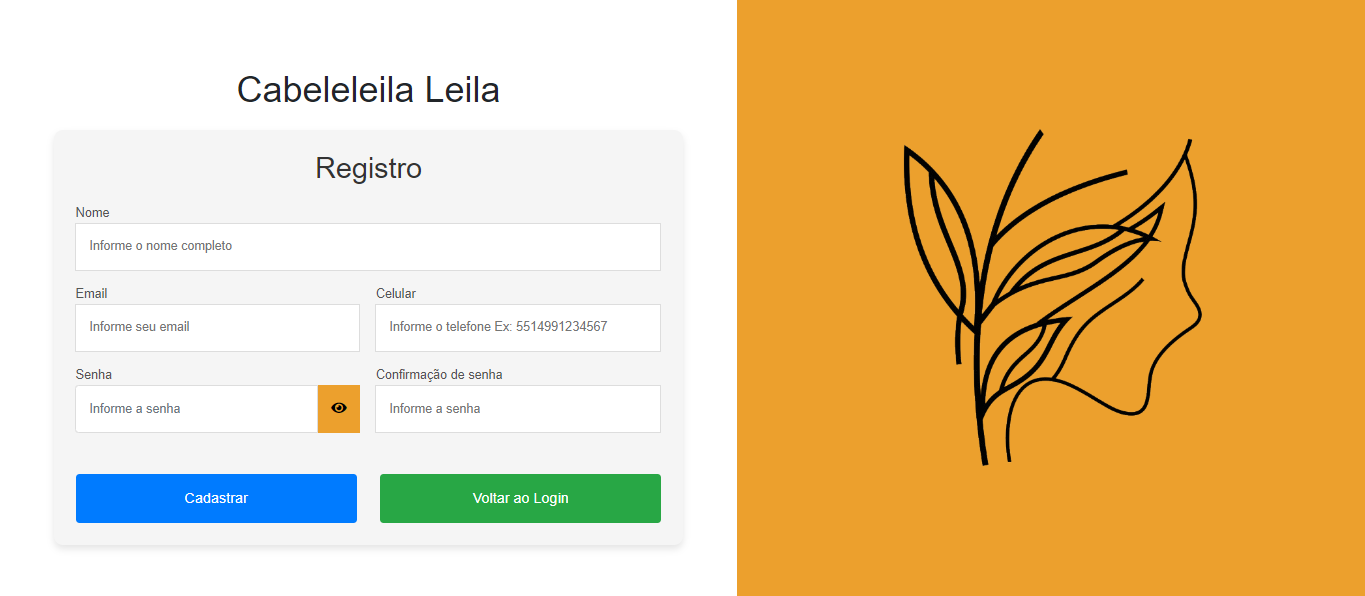 Cabeleleila Leila
Registro
Nome
Informe o nome completo
Email
Celular
Informe seu email
Informe o telefone Ex: 5514991234567
Senha
Confirmação de senha
Informe a senha
Informe a senha
Cadastrar
Voltar ao Login